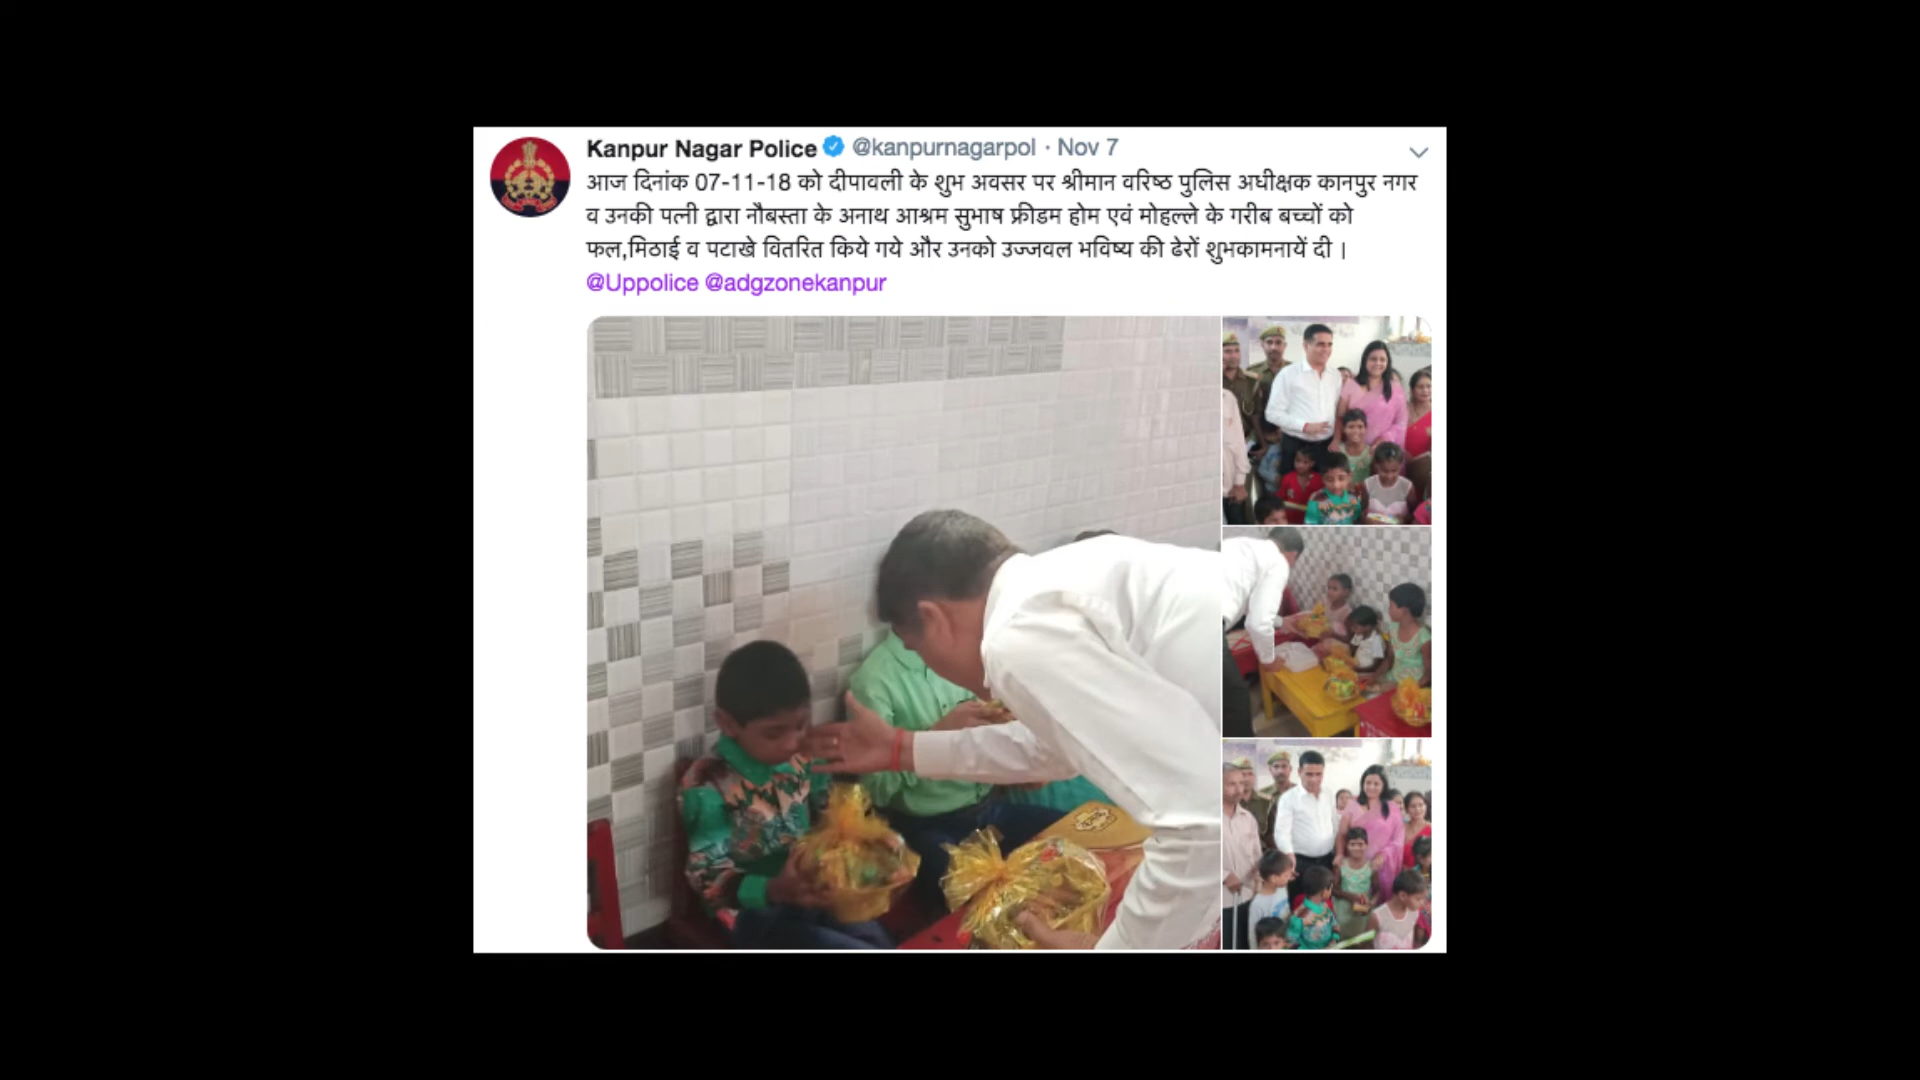 Kanpur Nagar Police @kanpurnagarpol · Nov 7
आज दिनांक 07-11-18 को दीपावली के शुभ अवसर पर श्रीमान वरिष्ठ पुलिस अधीक्षक कानपुर नगर
व उनकी पत्नी द्वारा नौबस्ता के अनाथ आश्रम सुभाष फ्रीडम होम एवं मोहल्ले के गरीब बच्चों को
फल,मिठाई व पटाखे वितरित किये गये और उनको उज्जवल भविष्य की ढेरों शुभकामनायें दी |
@Uppolice @adgzonekanpur